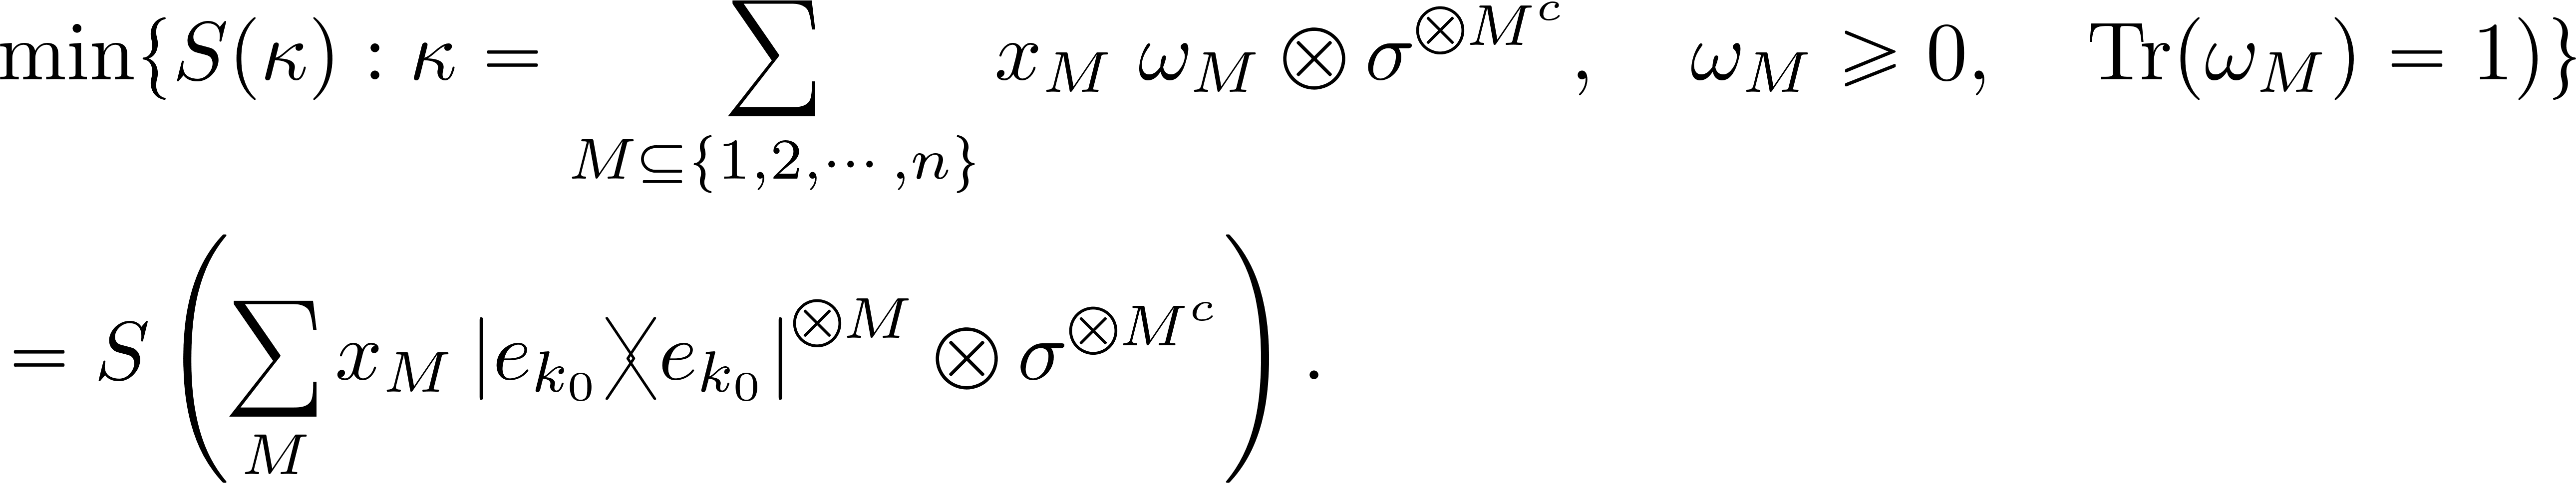 min{S(κ) : κ = ∑_{M⊆{1,2,⋯,n}} x_M ω_M ⊗ σ^{⊗M^c}, ω_M ⩾ 0, Tr(ω_M) = 1)}
= S(∑_M x_M |e_{k_0}⟩⟨e_{k_0}|^{⊗M} ⊗ σ^{⊗M^c}).